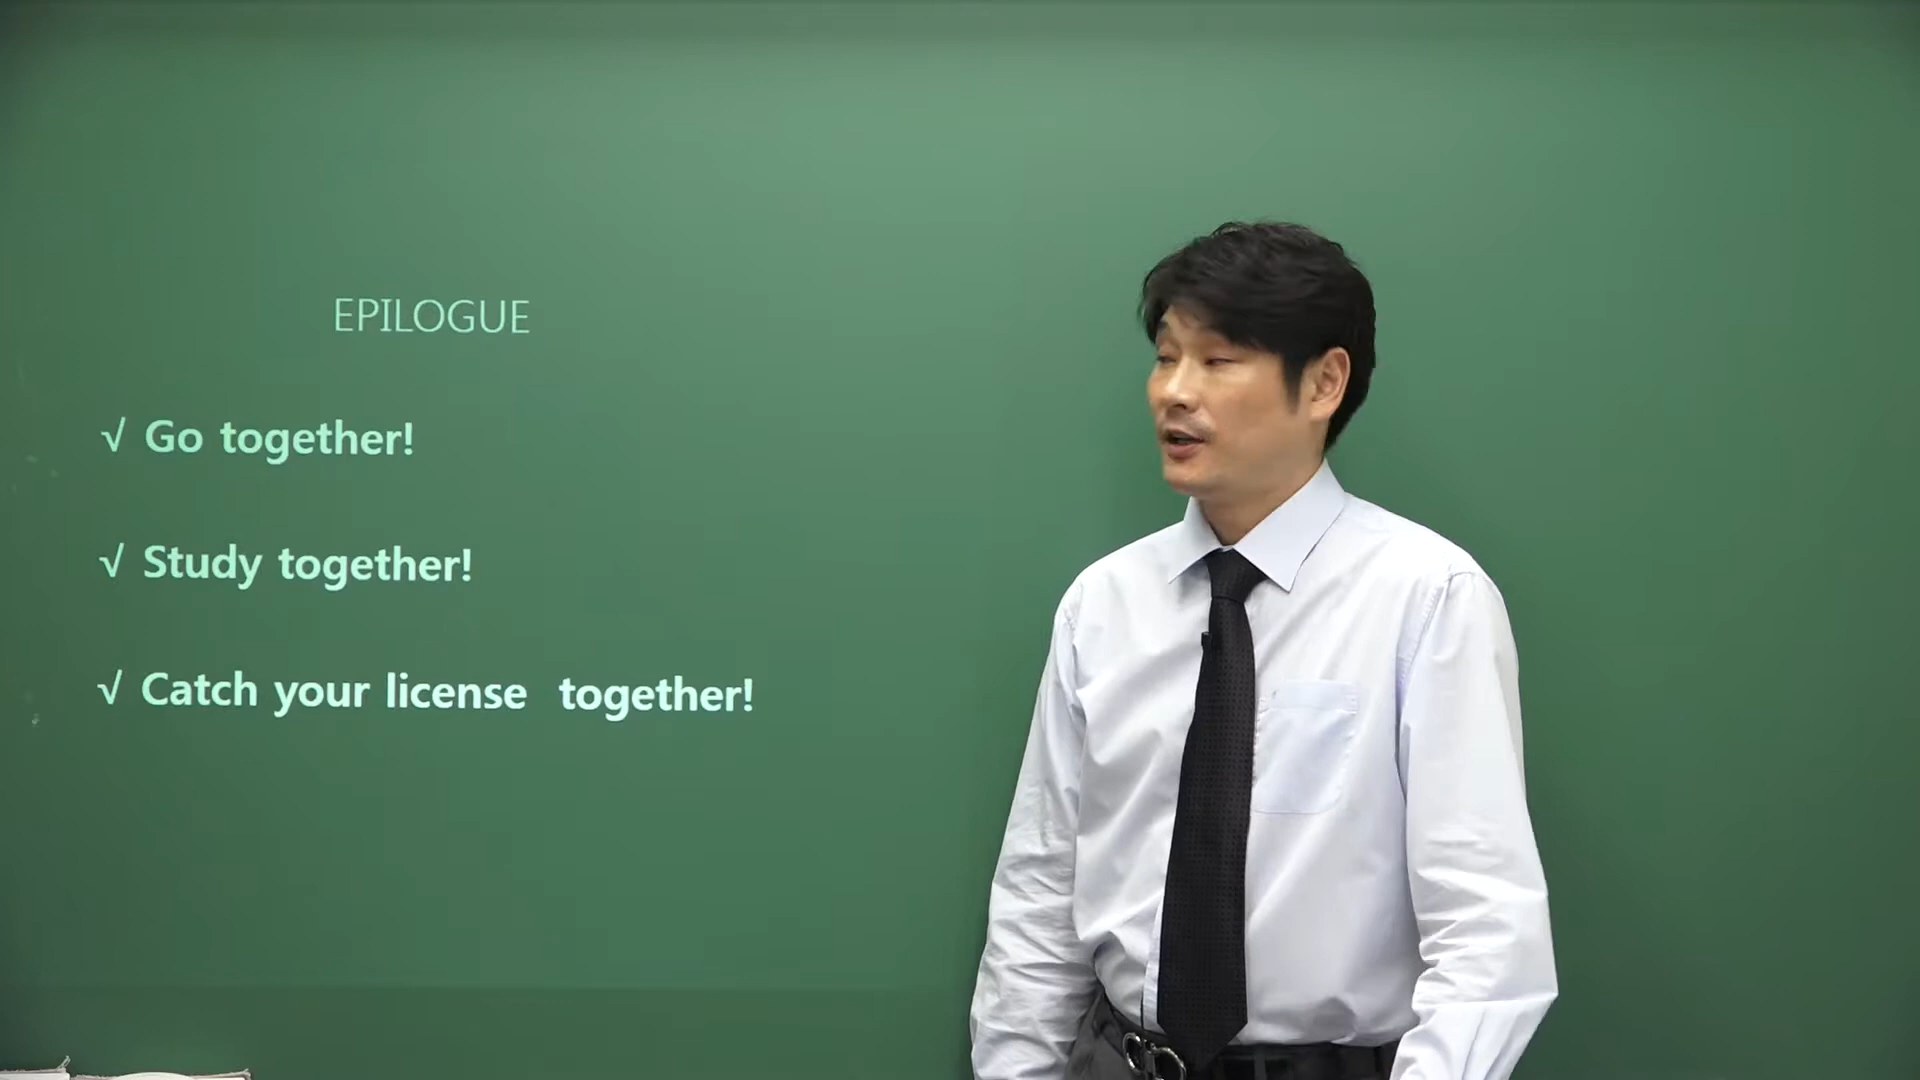 EPILOGUE
√ Go together!
√ Study together!
√ Catch your license together!